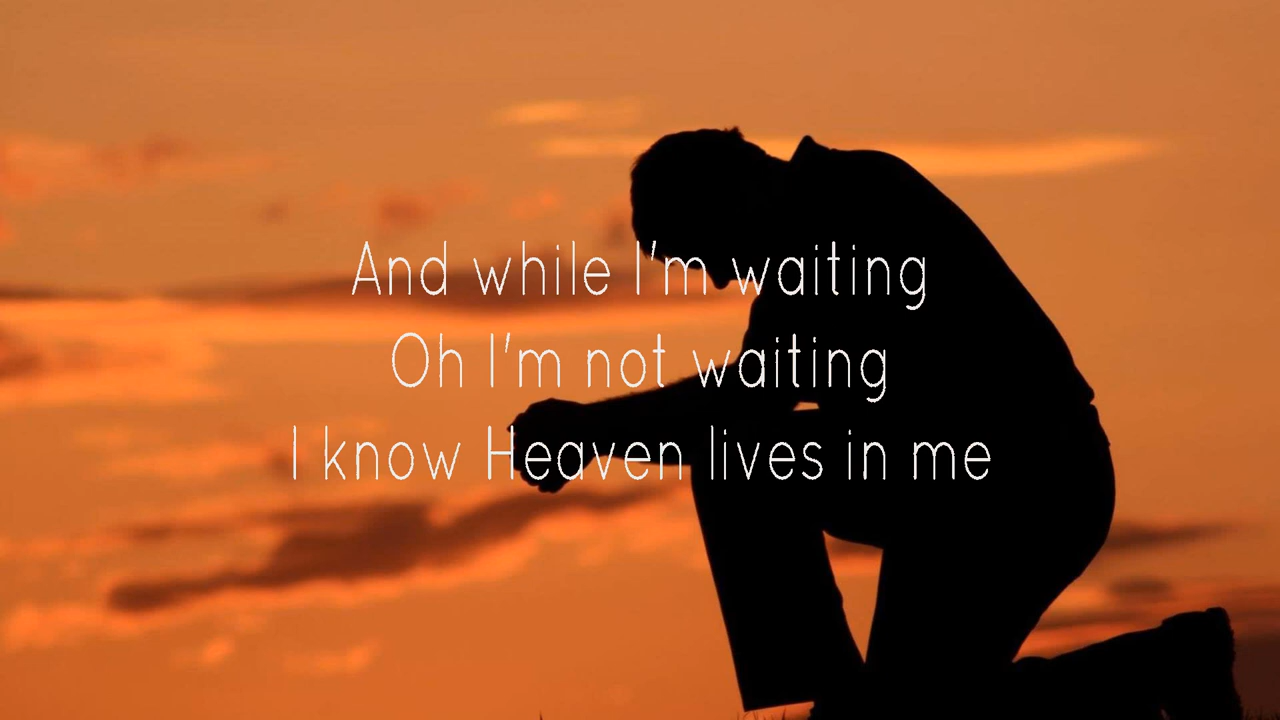 And while I'm waiting
Oh I'm not waiting
I know Heaven lives in me